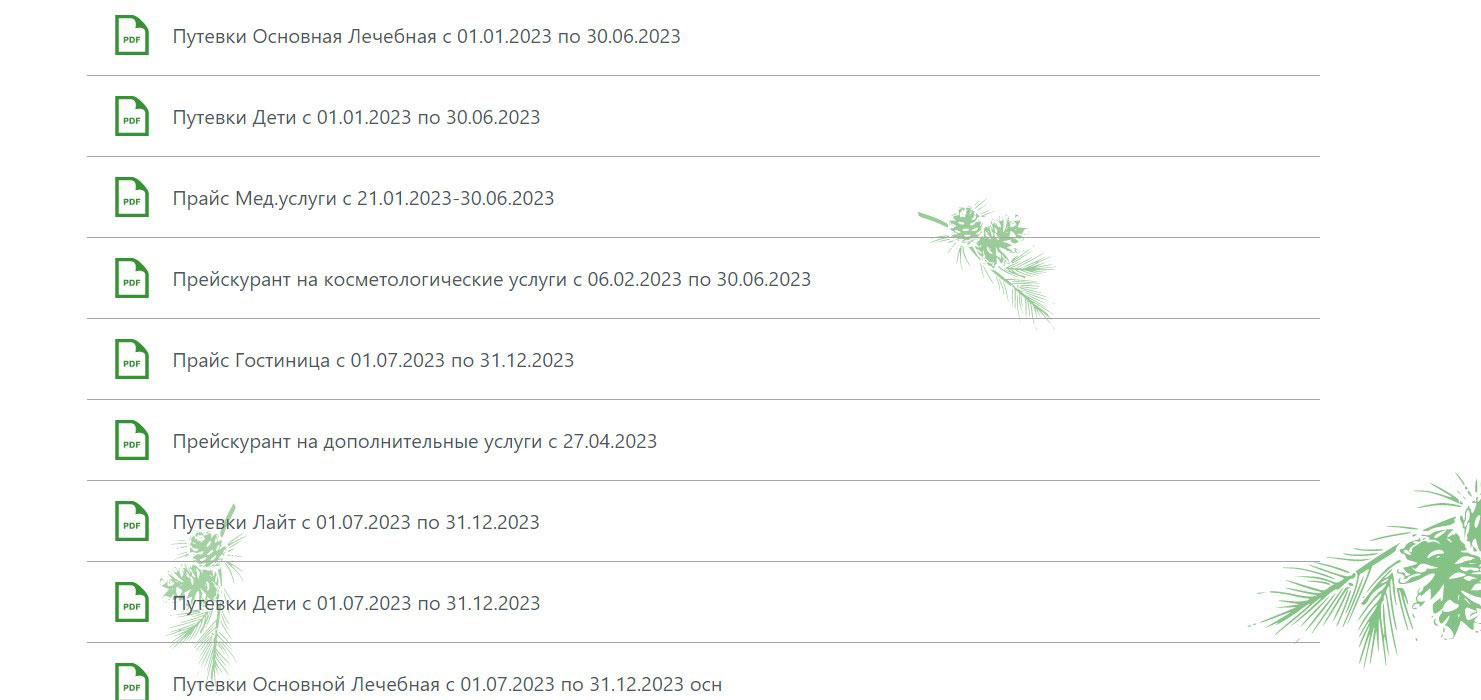 PDF Путевки Основная Лечебная с 01.01.2023 по 30.06.2023
PDF Путевки Дети с 01.01.2023 по 30.06.2023
PDF Прайс Мед.услуги с 21.01.2023-30.06.2023
PDF Прейскурант на косметологические услуги с 06.02.2023 по 30.06.2023
PDF Прайс Гостиница с 01.07.2023 по 31.12.2023
PDF Прейскурант на дополнительные услуги с 27.04.2023
PDF Путевки Лайт с 01.07.2023 по 31.12.2023
PDF Путевки Дети с 01.07.2023 по 31.12.2023
PDF Путевки Основной Лечебная с 01.07.2023 по 31.12.2023 осн